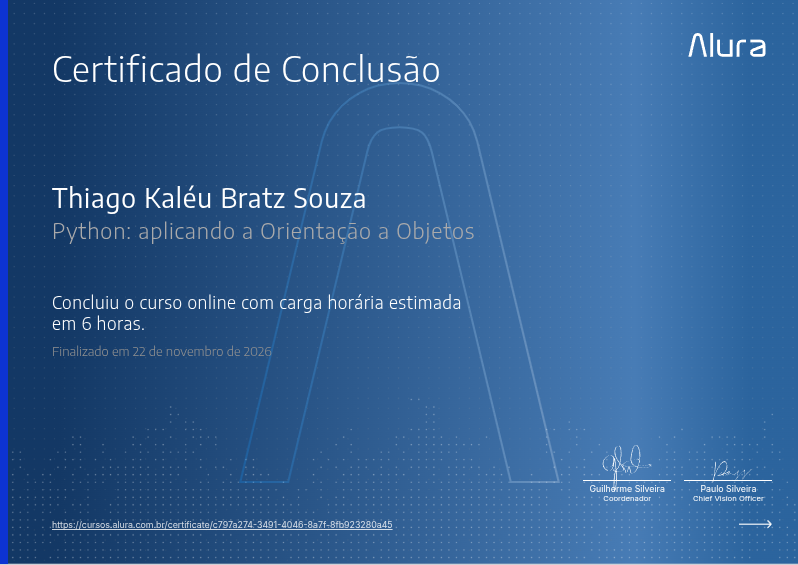 Alura
Certificado de Conclusão
Thiago Kaléu Bratz Souza
Python: aplicando a Orientação a Objetos
Concluiu o curso online com carga horária estimada
em 6 horas.
Finalizado em 22 de novembro de 2026
Guilherme Silveira
Coordenador
Paulo Silveira
Chief Vision Officer
https://cursos.alura.com.br/certificate/c797a274-3491-4046-8a7f-8fb923280a45